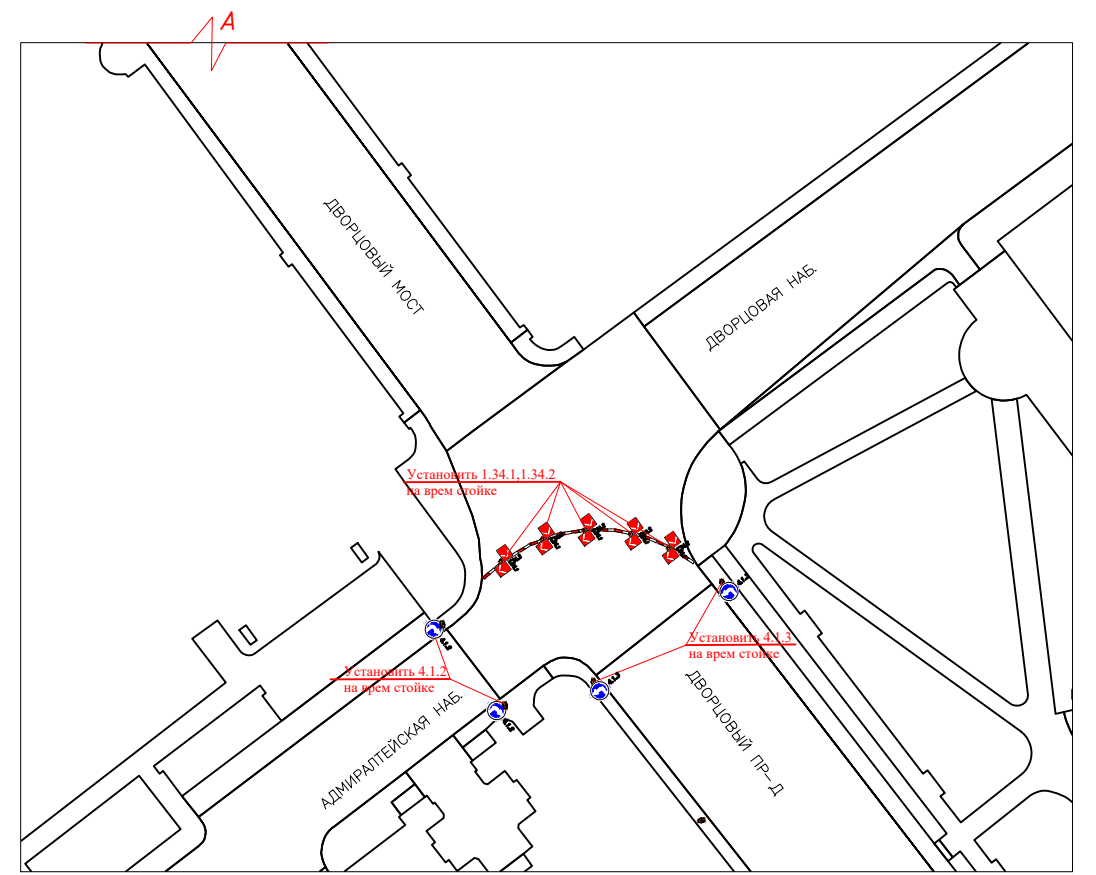 А
ДВОРЦОВЫЙ МОСТ
ДВОРЦОВАЯ НАБ.
Установить 1.34.1,1.34.2
на врем стойке
Установить 4.1.3
на врем стойке
Установить 4.1.2
на врем стойке
АДМИРАЛТЕЙСКАЯ НАБ.
ДВОРЦОВЫЙ ПР-Д